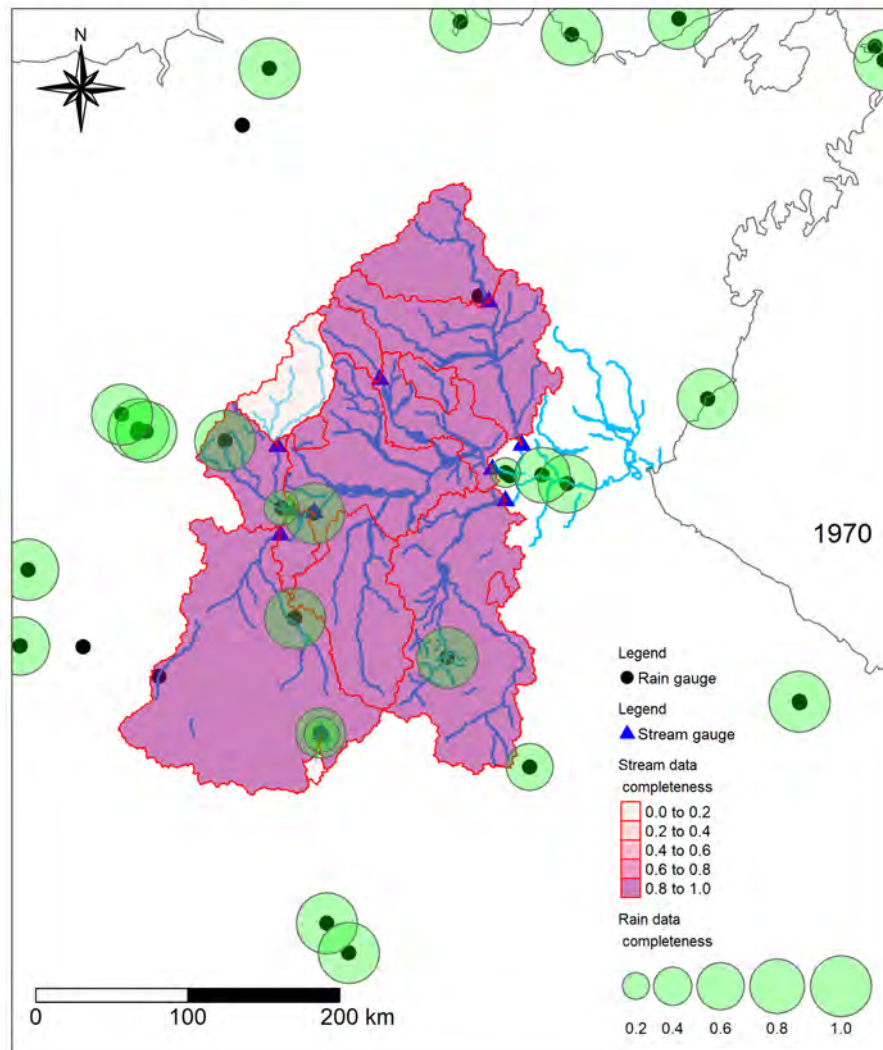 N
1970
Legend
Rain gauge
Legend
Stream gauge
Stream data
completeness
0.0 to 0.2
0.2 to 0.4
0.4 to 0.6
0.6 to 0.8
0.8 to 1.0
Rain data
completeness
0.2 0.4 0.6 0.8 1.0
0 100 200 km